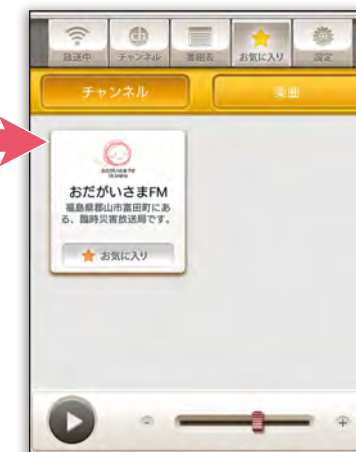 放送中 チャンネル 番組表 お気に入り 設定
チャンネル 楽曲
おだがいさまFM
福島県郡山市富田町にあ
る、臨時災害放送局です。
お気に入り